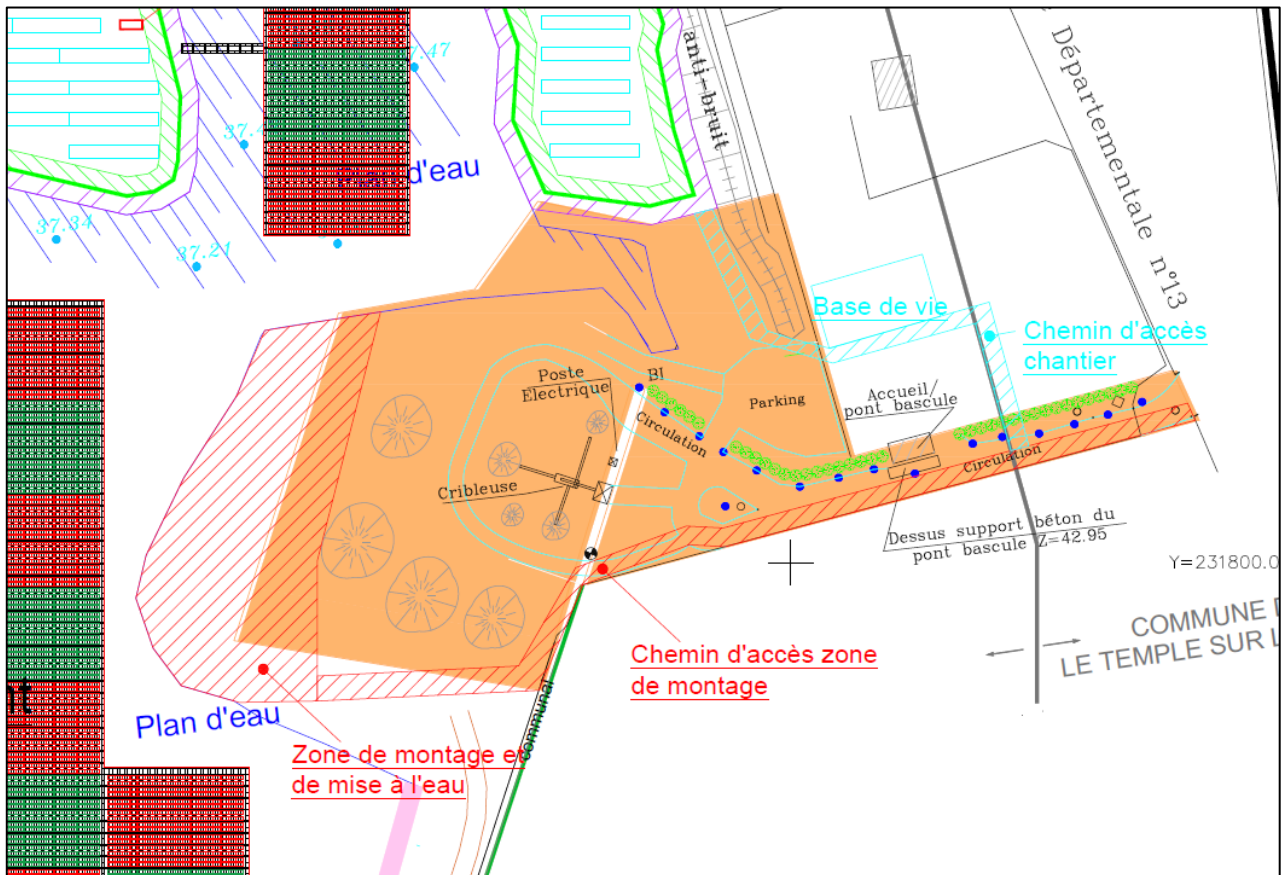 anti-bruit
Départementale n°13
37.47
Plan d'eau
37.34
37.21
Base de vie
Chemin d'accès
chantier
Poste
Electrique
BI
Parking
Accueil/
pont bascule
Circulation
Circulation
Cribleuse
Dessus support béton du
pont bascule Z=42.95
Y=231800.0
COMMUNE D
LE TEMPLE SUR L
Chemin d'accès zone
de montage
communal
Plan d'eau
Zone de montage et
de mise à l'eau